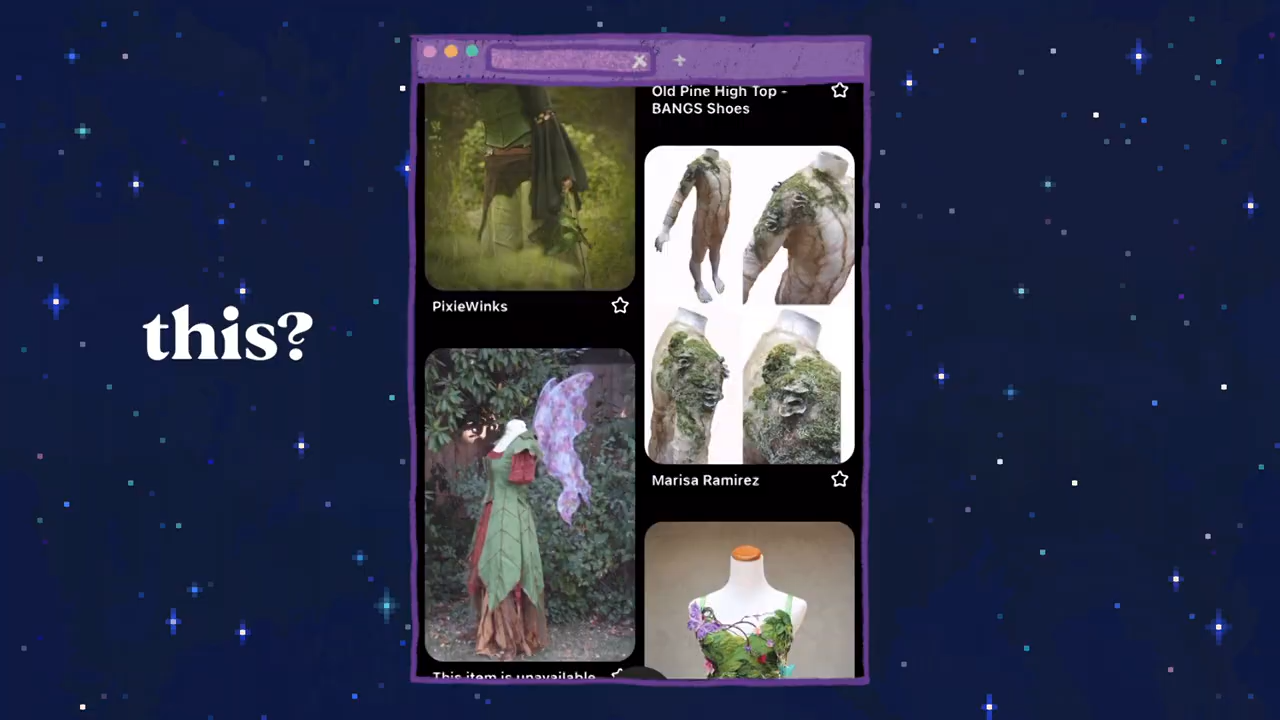 this?
Old Pine High Top -
BANGS Shoes
PixieWinks
Marisa Ramirez
This item is unavailable